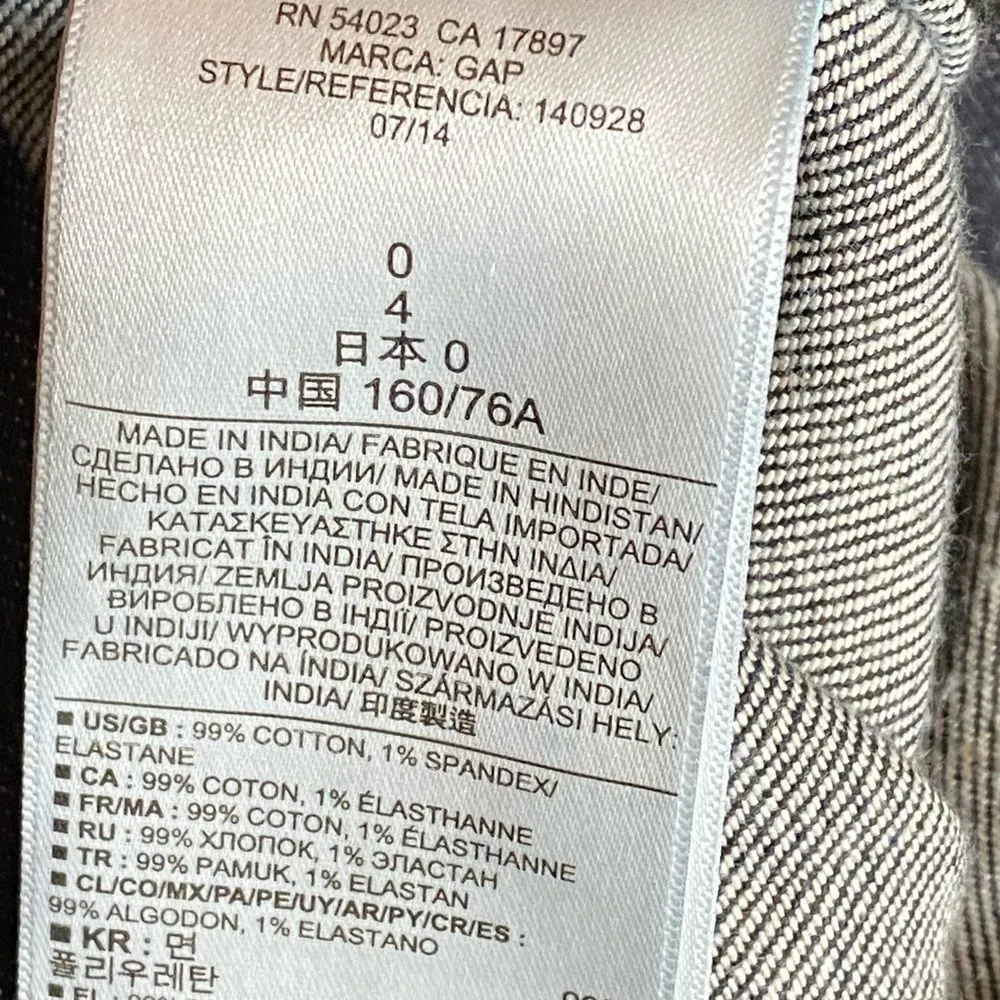 RN 54023 CA 17897
MARCA: GAP
STYLE/REFERENCIA: 140928
07/14
0
4
日本 0
中国 160/76A
MADE IN INDIA/ FABRIQUE EN INDE/
СДЕЛАНО В ИНДИИ/ MADE IN HINDISTAN/
HECHO EN INDIA CON TELA IMPORTADA/
ΚΑΤΑΣΚΕΥΑΣΤΗΚΕ ΣΤΗΝ ΙΝΔΙΑ/
FABRICAT ÎN INDIA/ ПРОИЗВЕДЕНО В
ИНДИЯ/ ZEMLJA PROIZVODNJE INDIJA/
ВИРОБЛЕНО В ІНДІЇ/ PROIZVEDENO
U INDIJI/ WYPRODUKOWANO W INDIA/
FABRICADO NA ÍNDIA/ SZÁRMAZÁSI HELY:
INDIA/ 印度製造
■ US/GB : 99% COTTON, 1% SPANDEX/
ELASTANE
■ CA : 99% COTON, 1% ÉLASTHANNE
■ FR/MA : 99% COTON, 1% ÉLASTHANNE
■ RU : 99% ХЛОПОК, 1% ЭЛАСТАН
■ TR : 99% PAMUK, 1% ELASTAN
■ CL/CO/MX/PA/PE/UY/AR/PY/CR/ES :
99% ALGODON, 1% ELASTANO
■ KR : 면
폴리우레탄